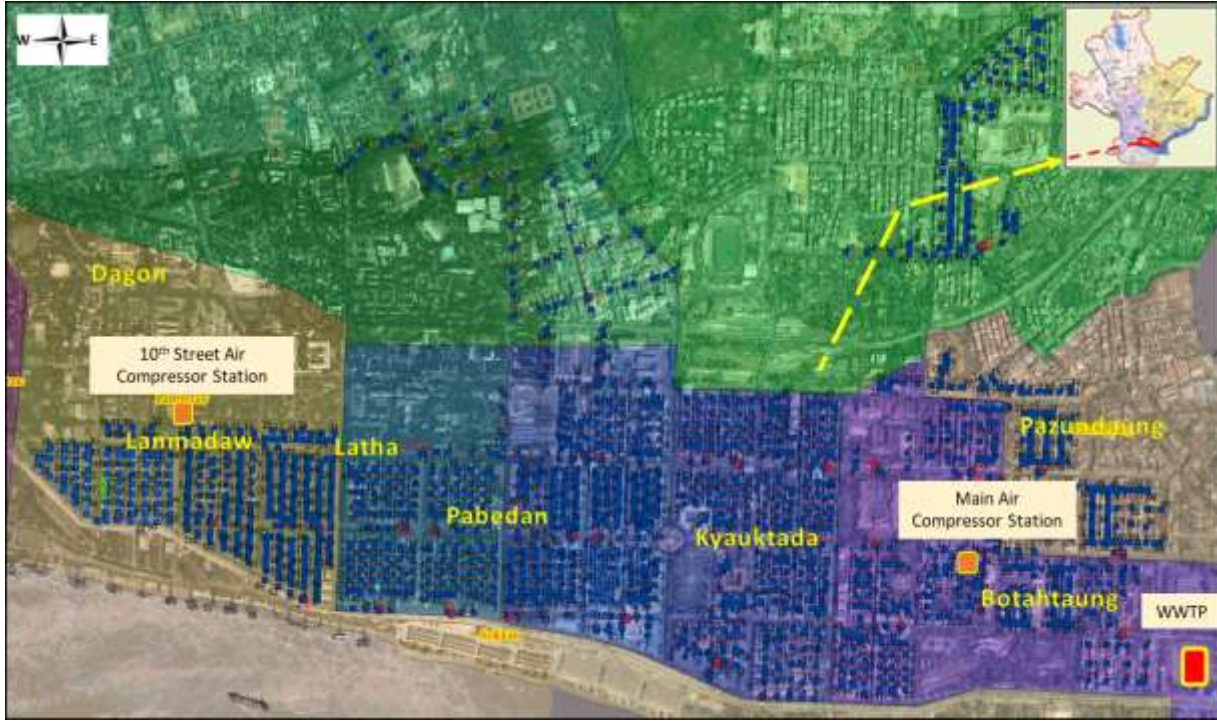 W E
Dagon
10th Street Air
Compressor Station
Lanmadaw
Latha
Pazundaung
Pabedan
Main Air
Compressor Station
Kyauktada
Botahtaung
WWTP